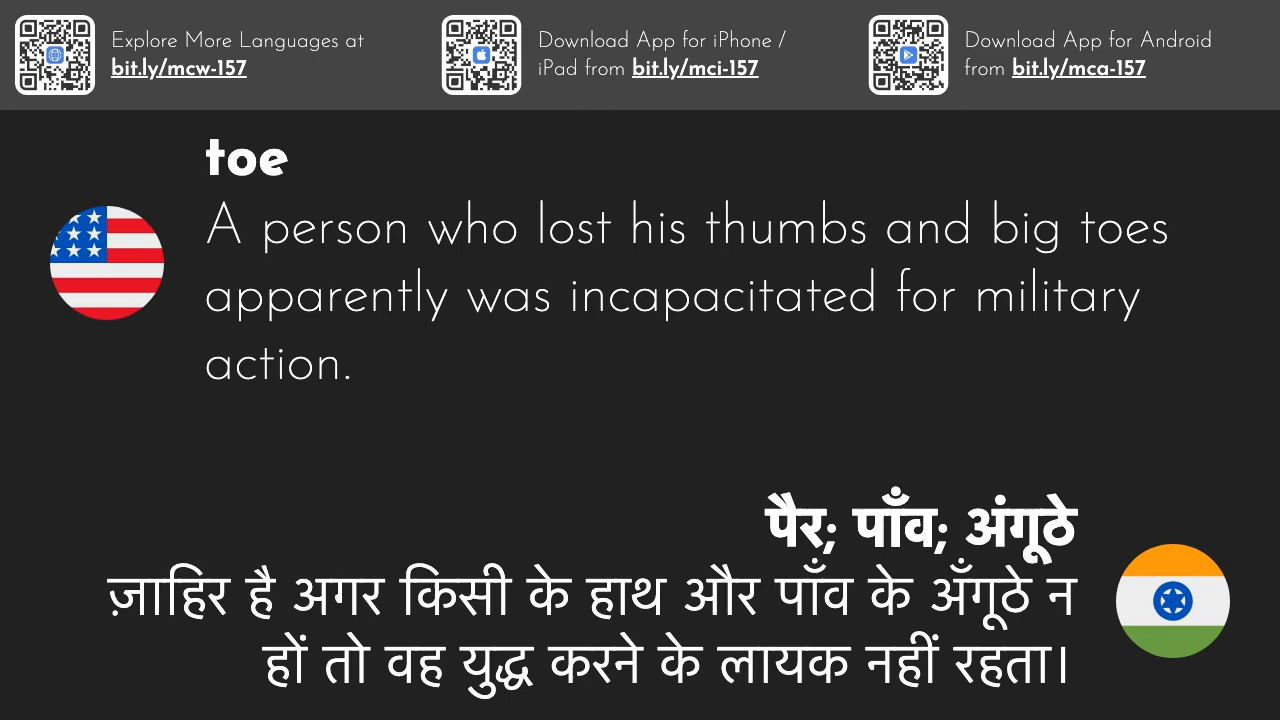 Explore More Languages at
bit.ly/mcw-157
Download App for iPhone /
iPad from bit.ly/mci-157
Download App for Android
from bit.ly/mca-157
toe
A person who lost his thumbs and big toes
apparently was incapacitated for military
action.
पैर; पाँव; अंगूठे
ज़ाहिर है अगर किसी के हाथ और पाँव के अँगूठे न
हों तो वह युद्ध करने के लायक नहीं रहता।